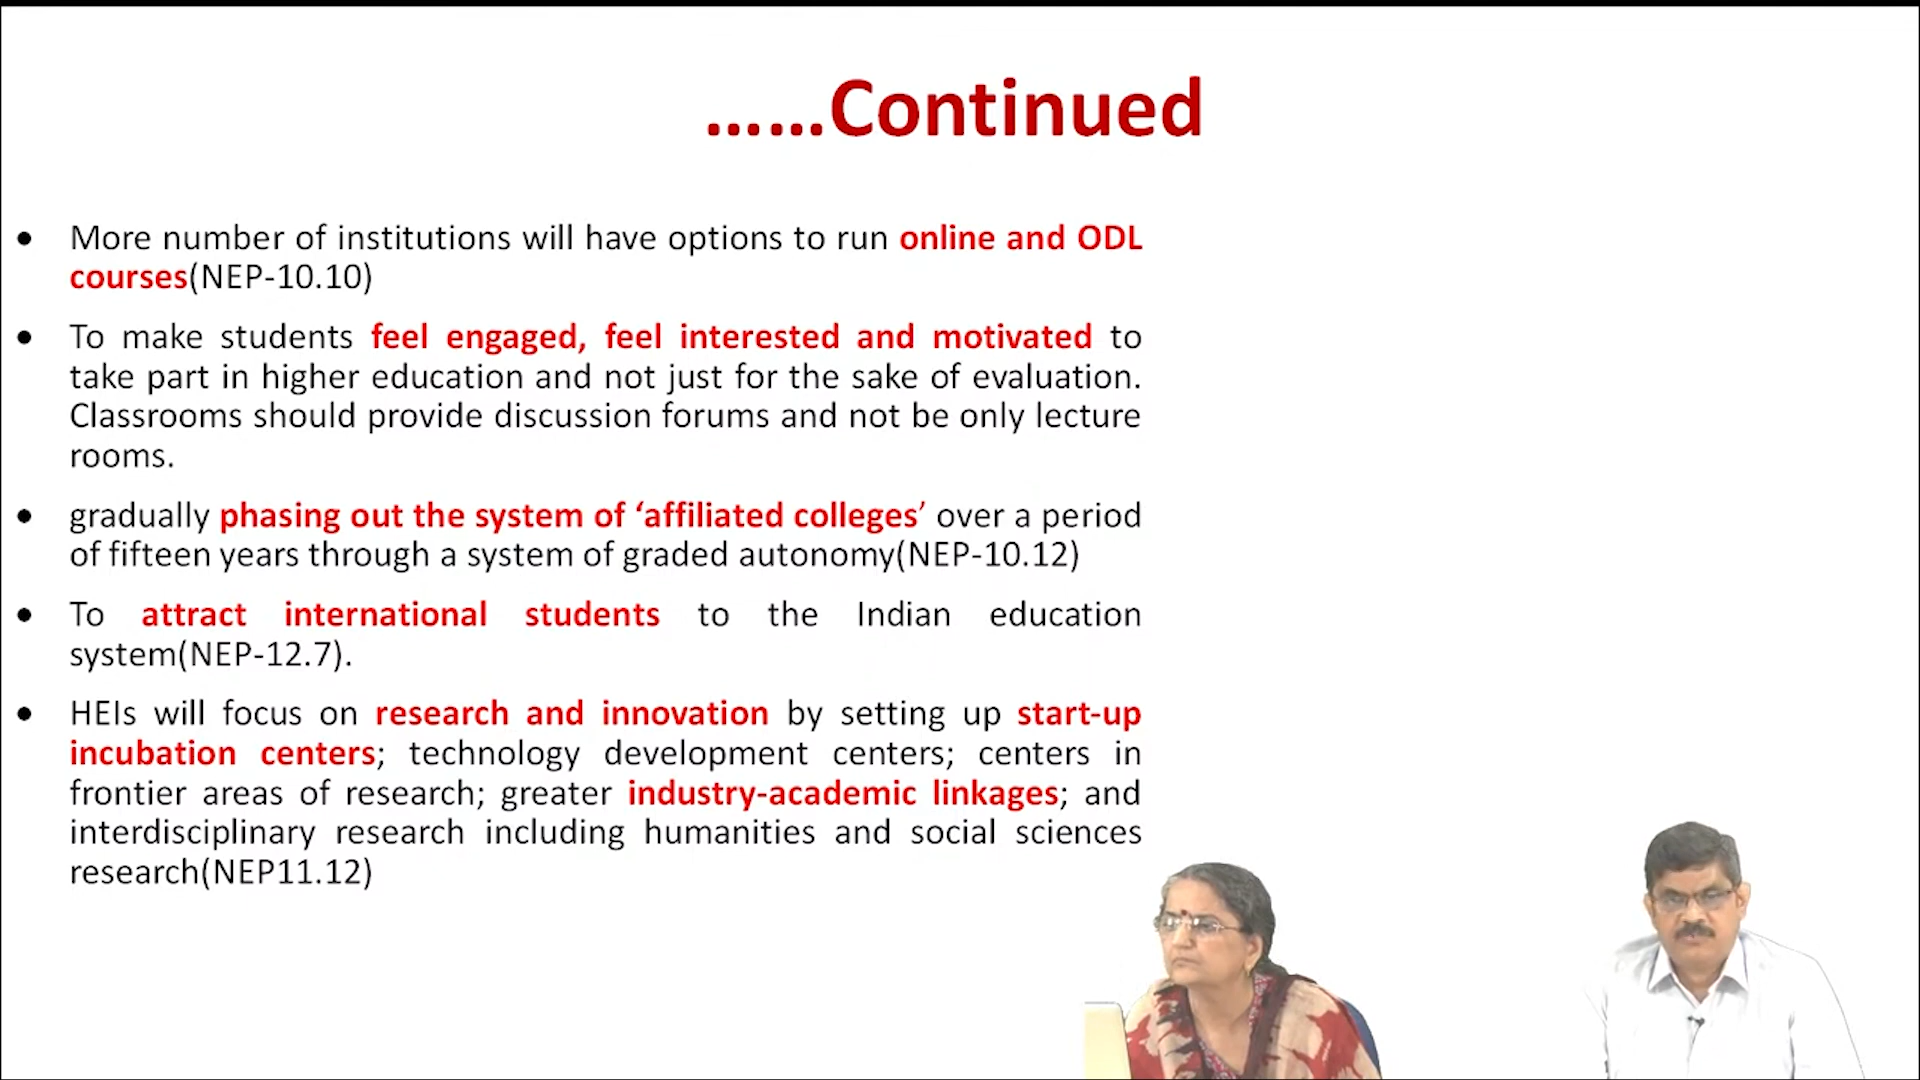 ......Continued
• More number of institutions will have options to run online and ODL
courses(NEP-10.10)
• To make students feel engaged, feel interested and motivated to
take part in higher education and not just for the sake of evaluation.
Classrooms should provide discussion forums and not be only lecture
rooms.
• gradually phasing out the system of ‘affiliated colleges’ over a period
of fifteen years through a system of graded autonomy(NEP-10.12)
• To attract international students to the Indian education
system(NEP-12.7).
• HEIs will focus on research and innovation by setting up start-up
incubation centers; technology development centers; centers in
frontier areas of research; greater industry-academic linkages; and
interdisciplinary research including humanities and social sciences
research(NEP11.12)